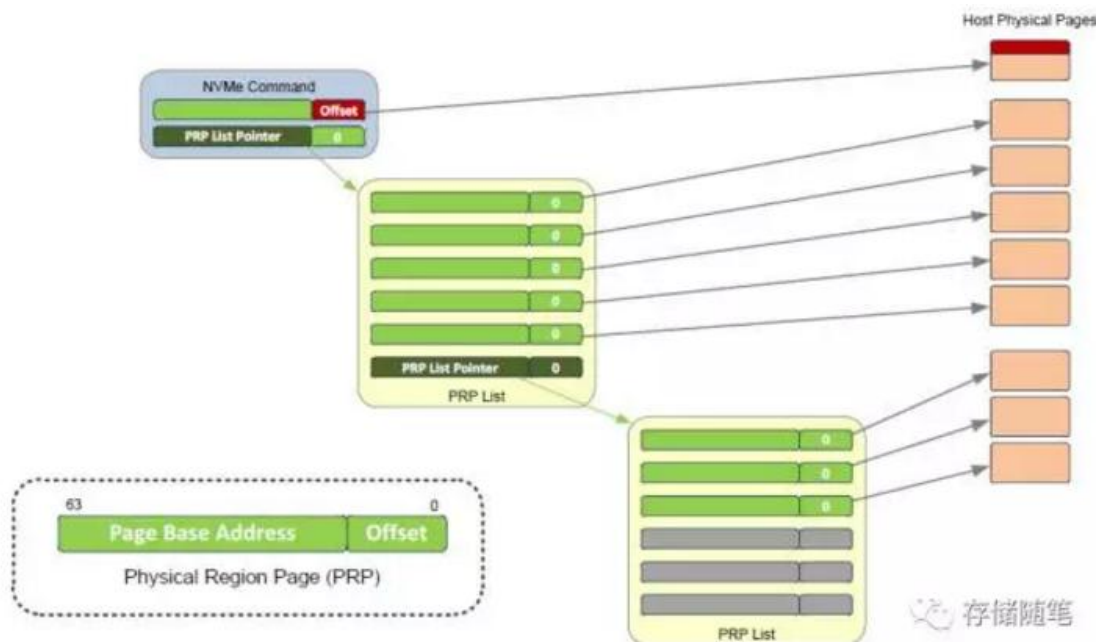 Host Physical Pages
NVMe Command
Offset
PRP List Pointer 0
0
0
0
0
0
PRP List Pointer 0
PRP List
0
0
0
63 0
Page Base Address Offset
Physical Region Page (PRP)
PRP List
存储随笔